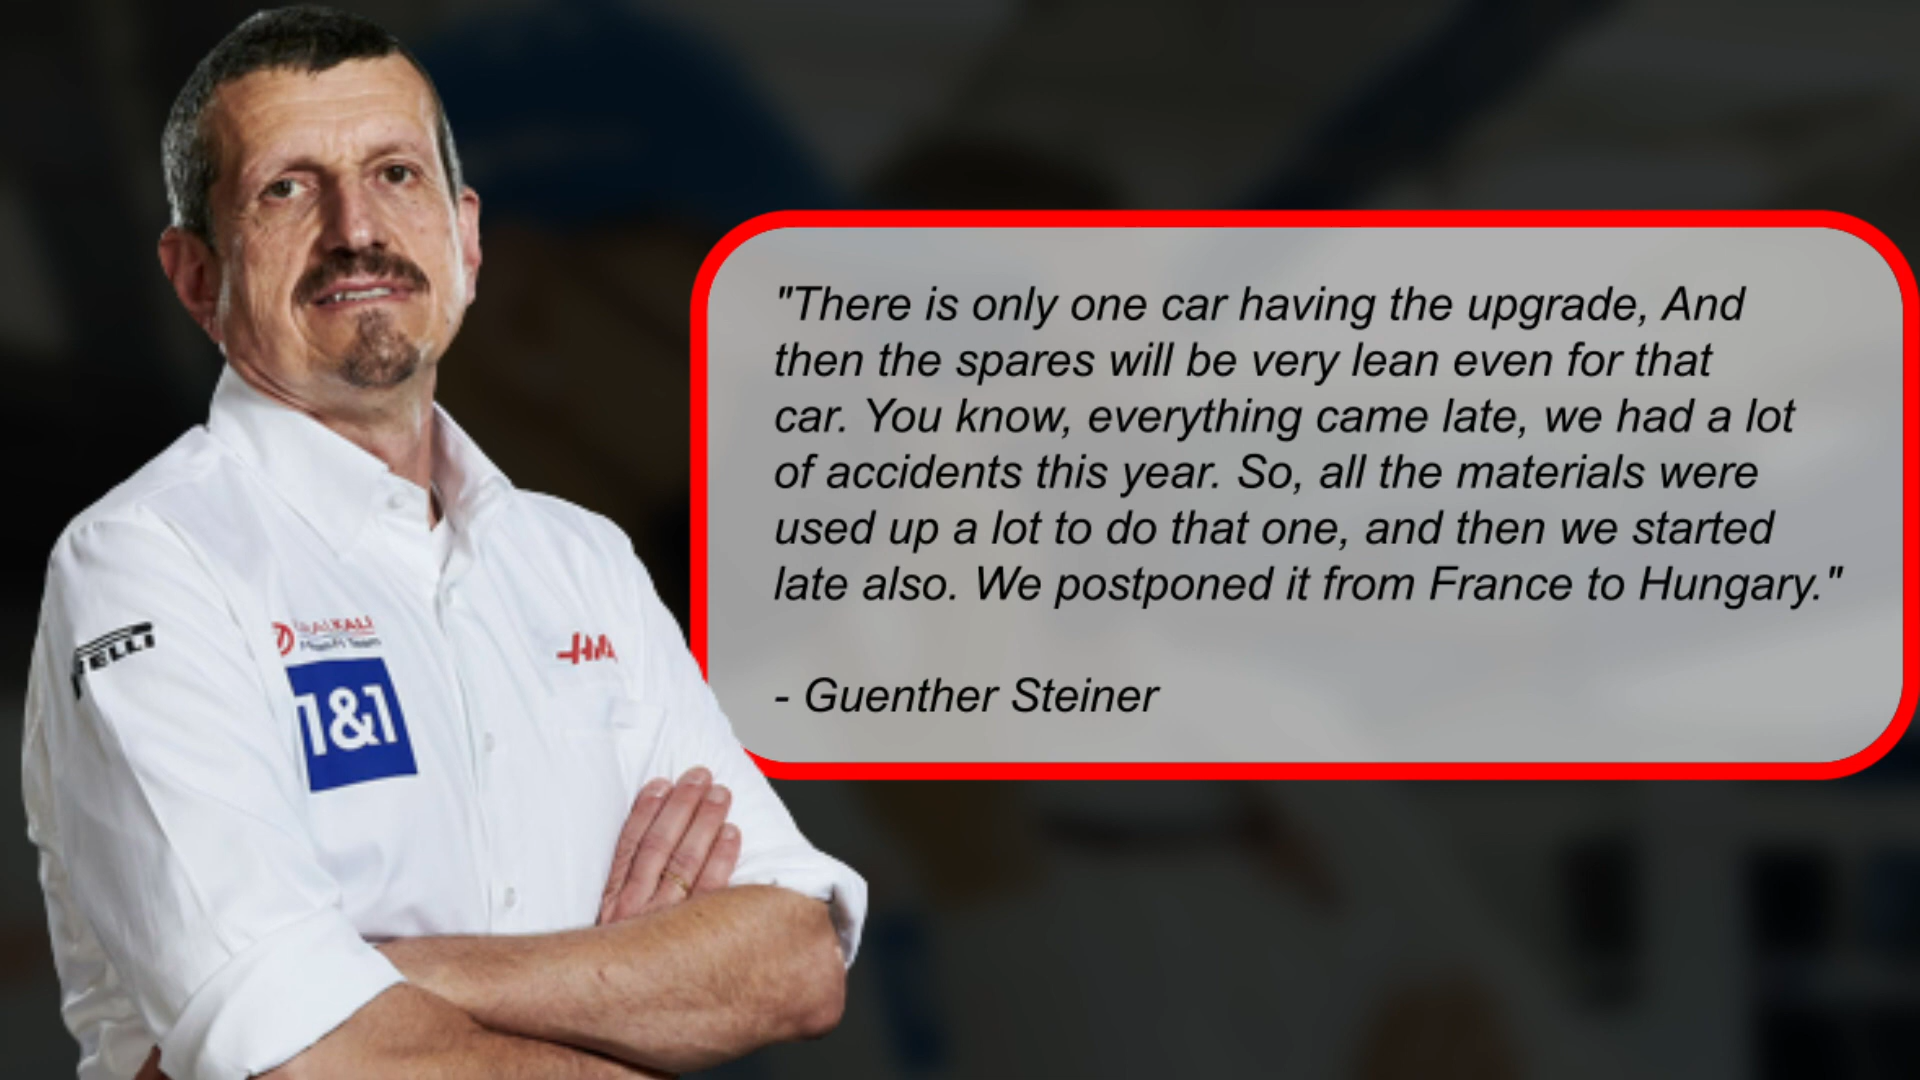 "There is only one car having the upgrade, And
then the spares will be very lean even for that
car. You know, everything came late, we had a lot
of accidents this year. So, all the materials were
used up a lot to do that one, and then we started
late also. We postponed it from France to Hungary."
- Guenther Steiner
1&1